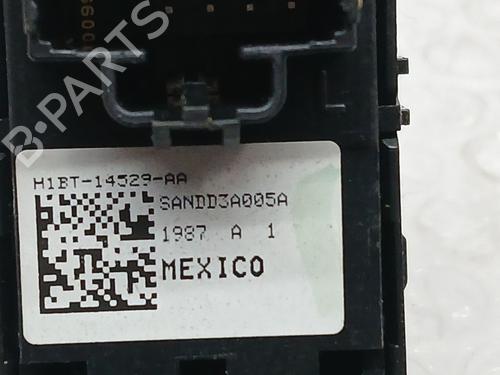 B-PARTS
H1BT-14529-AA
SANDD3A005A
1987 A 1
MEXICO